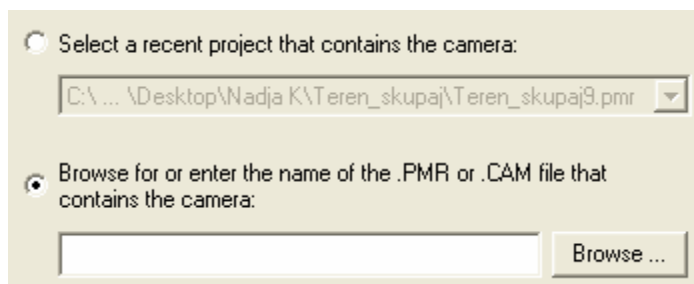 Select a recent project that contains the camera:
C:\ ... \Desktop\Nadja K\Teren_skupaj\Teren_skupaj9.pmr
Browse for or enter the name of the .PMR or .CAM file that
contains the camera:
Browse ...